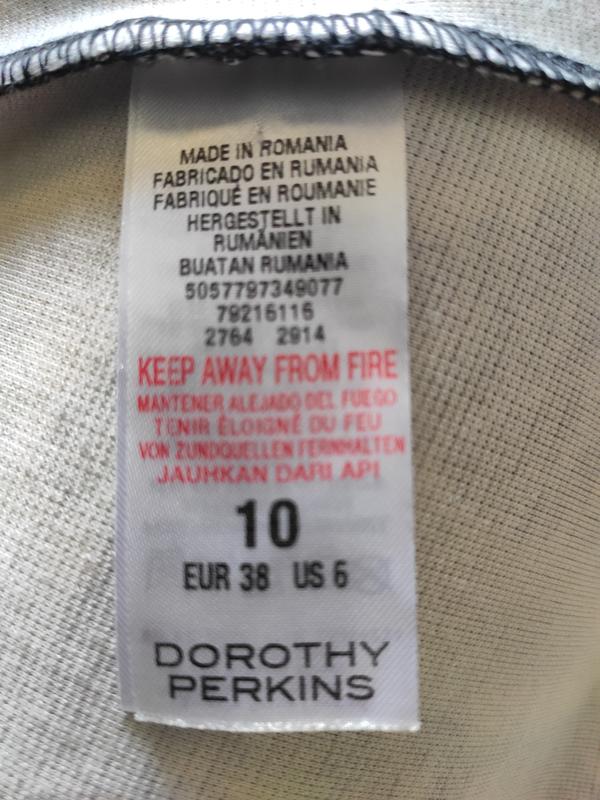 MADE IN ROMANIA
FABRICADO EN RUMANIA
FABRIQUÉ EN ROUMANIE
HERGESTELLT IN
RUMÄNIEN
BUATAN RUMANIA
5057797349077
79216116
2764 2914
KEEP AWAY FROM FIRE
MANTENER ALEJADO DEL FUEGO
TENIR ÉLOIGNÉ DU FEU
VON ZUNDQUELLEN FERNHALTEN
JAUHKAN DARI API
10
EUR 38 US 6
DOROTHY
PERKINS